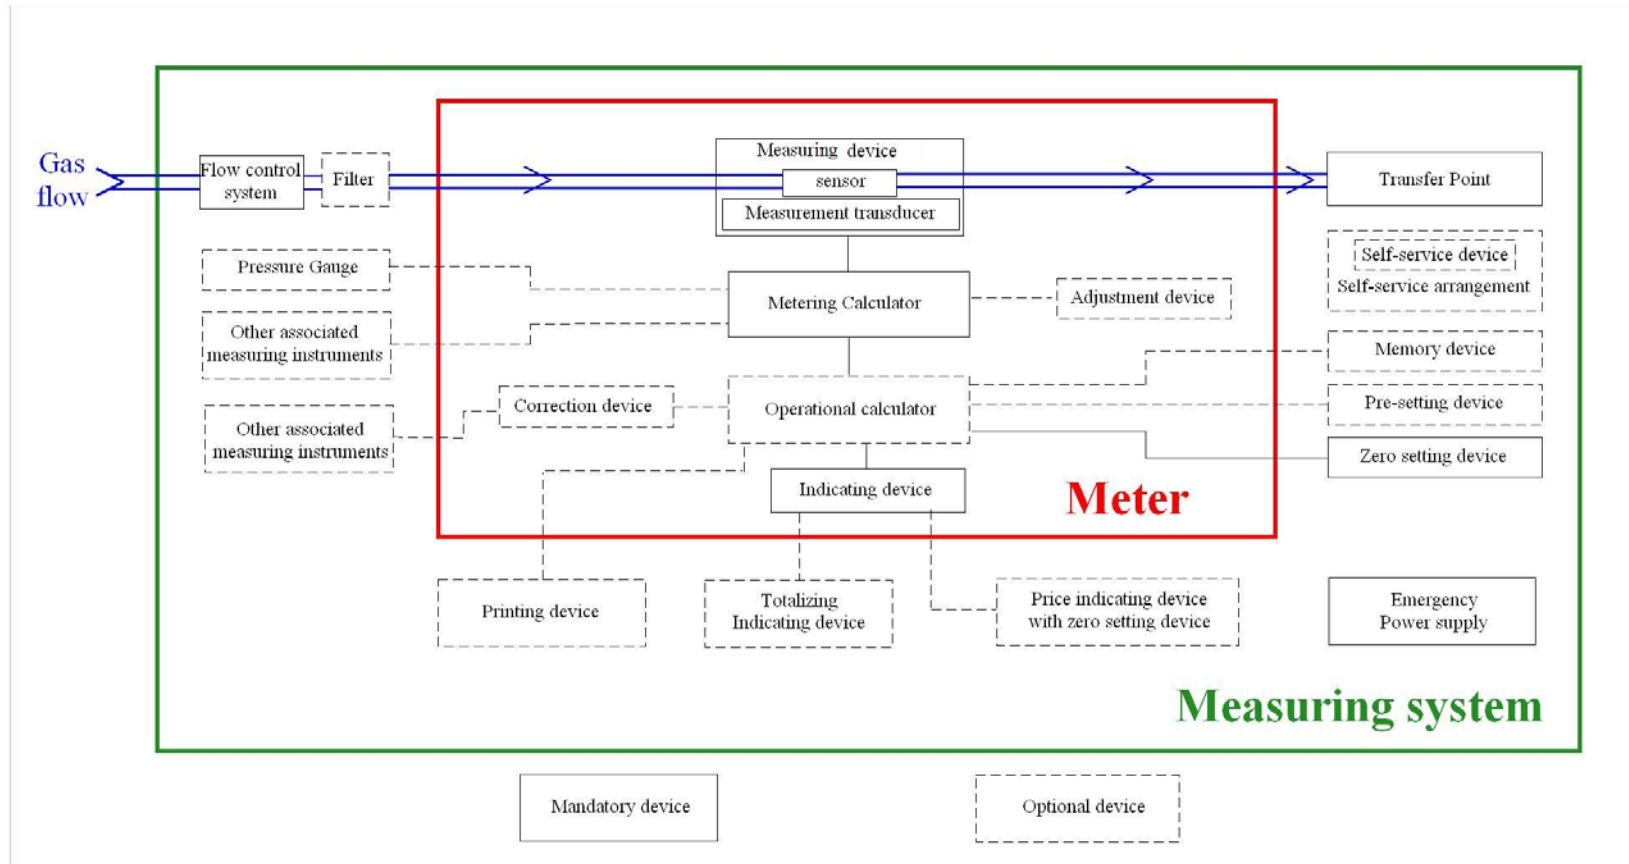 Gas
flow
Flow control
system
Filter
Measuring device
sensor
Measurement transducer
Transfer Point
Pressure Gauge
Metering Calculator
Adjustment device
Self-service device
Self-service arrangement
Other associated
measuring instruments
Memory device
Correction device
Operational calculator
Pre-setting device
Other associated
measuring instruments
Zero setting device
Indicating device
Meter
Printing device
Totalizing
Indicating device
Price indicating device
with zero setting device
Emergency
Power supply
Measuring system
Mandatory device
Optional device